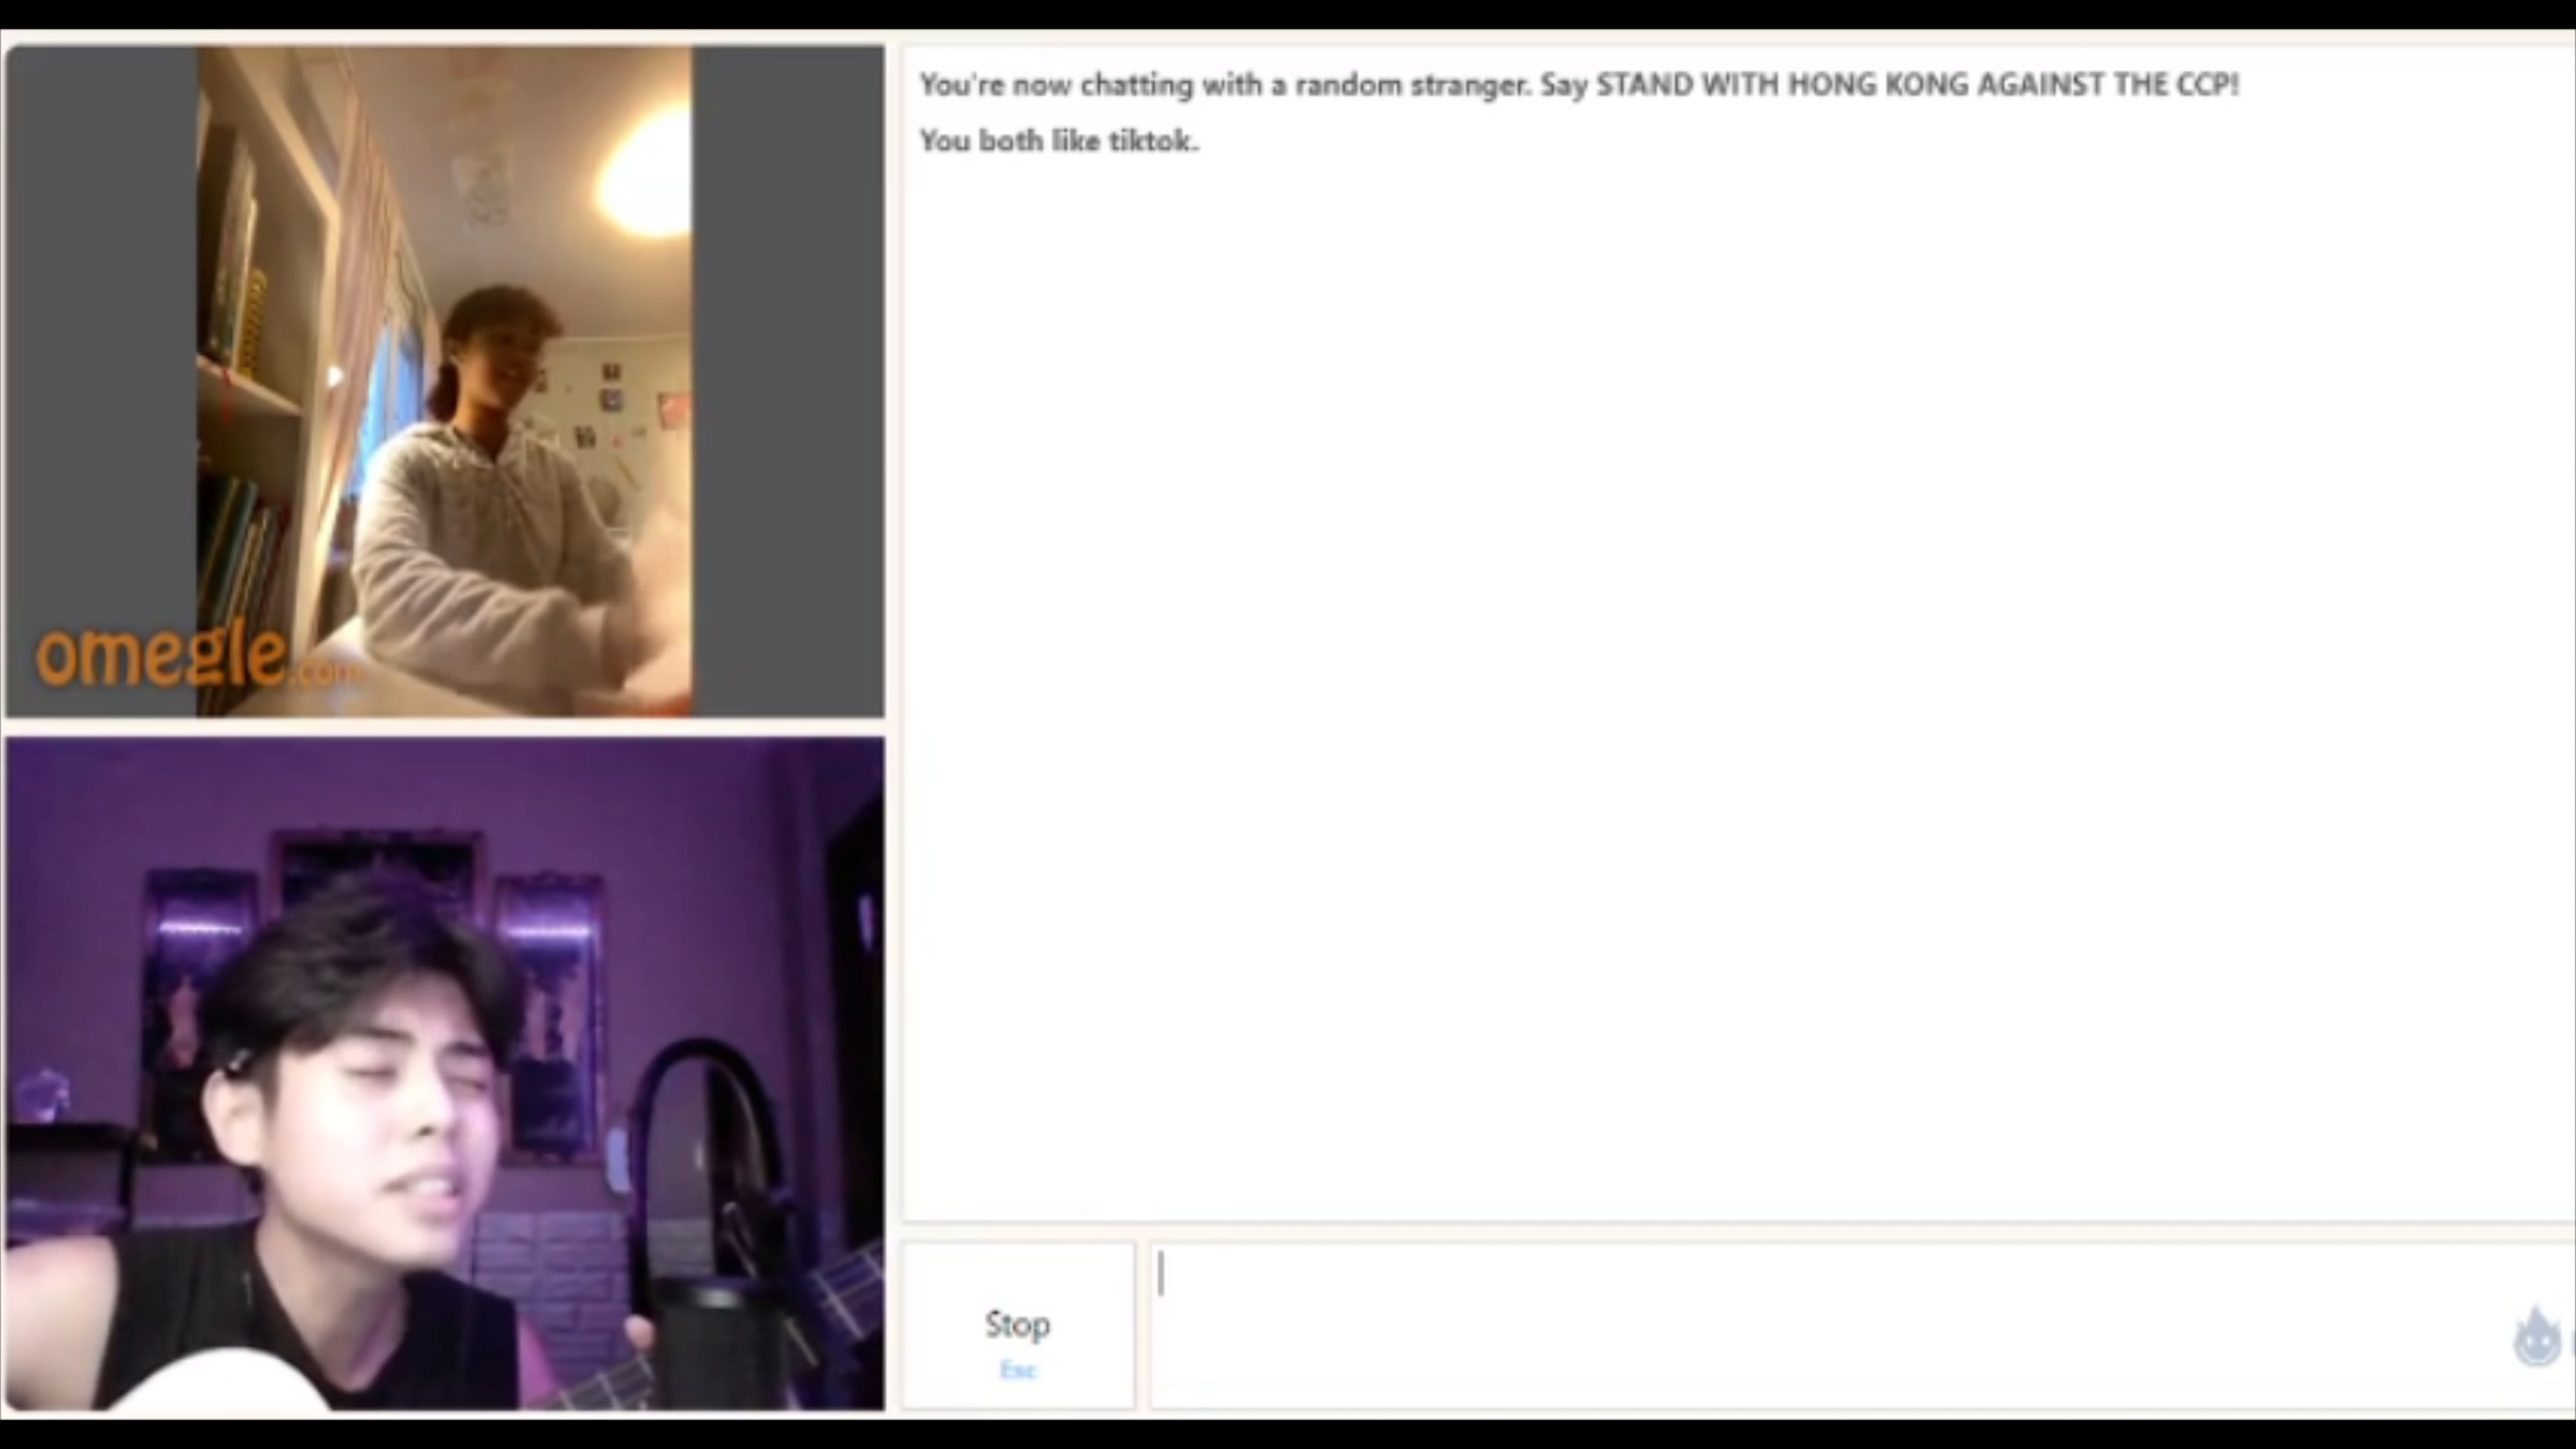 You're now chatting with a random stranger. Say STAND WITH HONG KONG AGAINST THE CCP!
You both like tiktok.
omegle.com
Stop
Esc